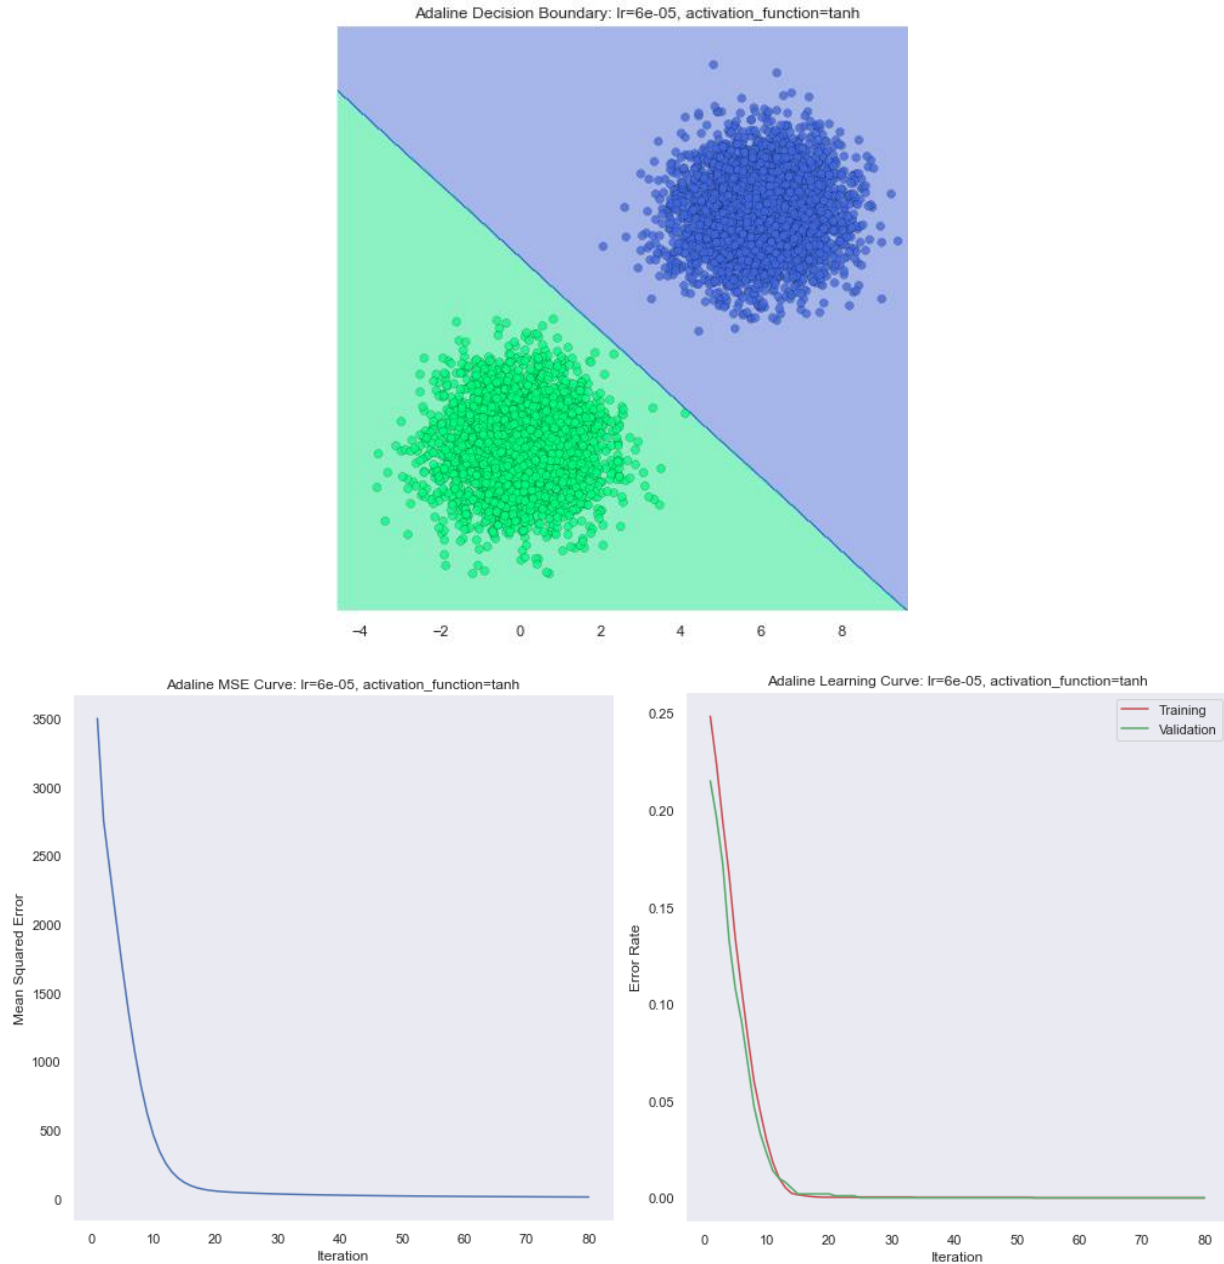 Adaline Decision Boundary: lr=6e-05, activation_function=tanh
−4 −2 0 2 4 6 8
Adaline MSE Curve: lr=6e-05, activation_function=tanh
3500
3000
2500
2000
1500
1000
500
0
Mean Squared Error
0 10 20 30 40 50 60 70 80
Iteration
Adaline Learning Curve: lr=6e-05, activation_function=tanh
Training
Validation
0.25
0.20
0.15
0.10
0.05
0.00
Error Rate
0 10 20 30 40 50 60 70 80
Iteration